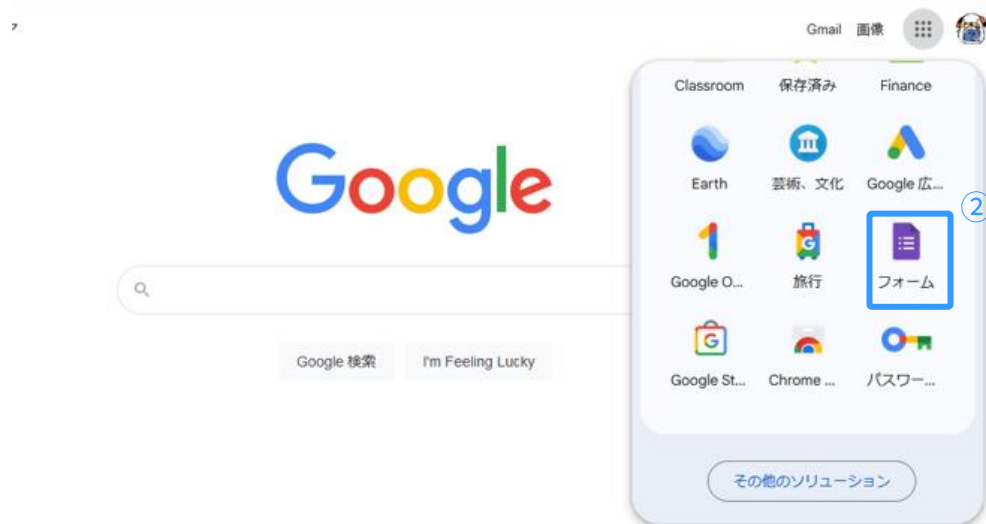 Gmail 画像
Classroom 保存済み Finance
Google
Earth 芸術、文化 Google 広...
②
Google O... 旅行 フォーム
Google 検索 I'm Feeling Lucky
Google St... Chrome ... パスワー...
その他のソリューション